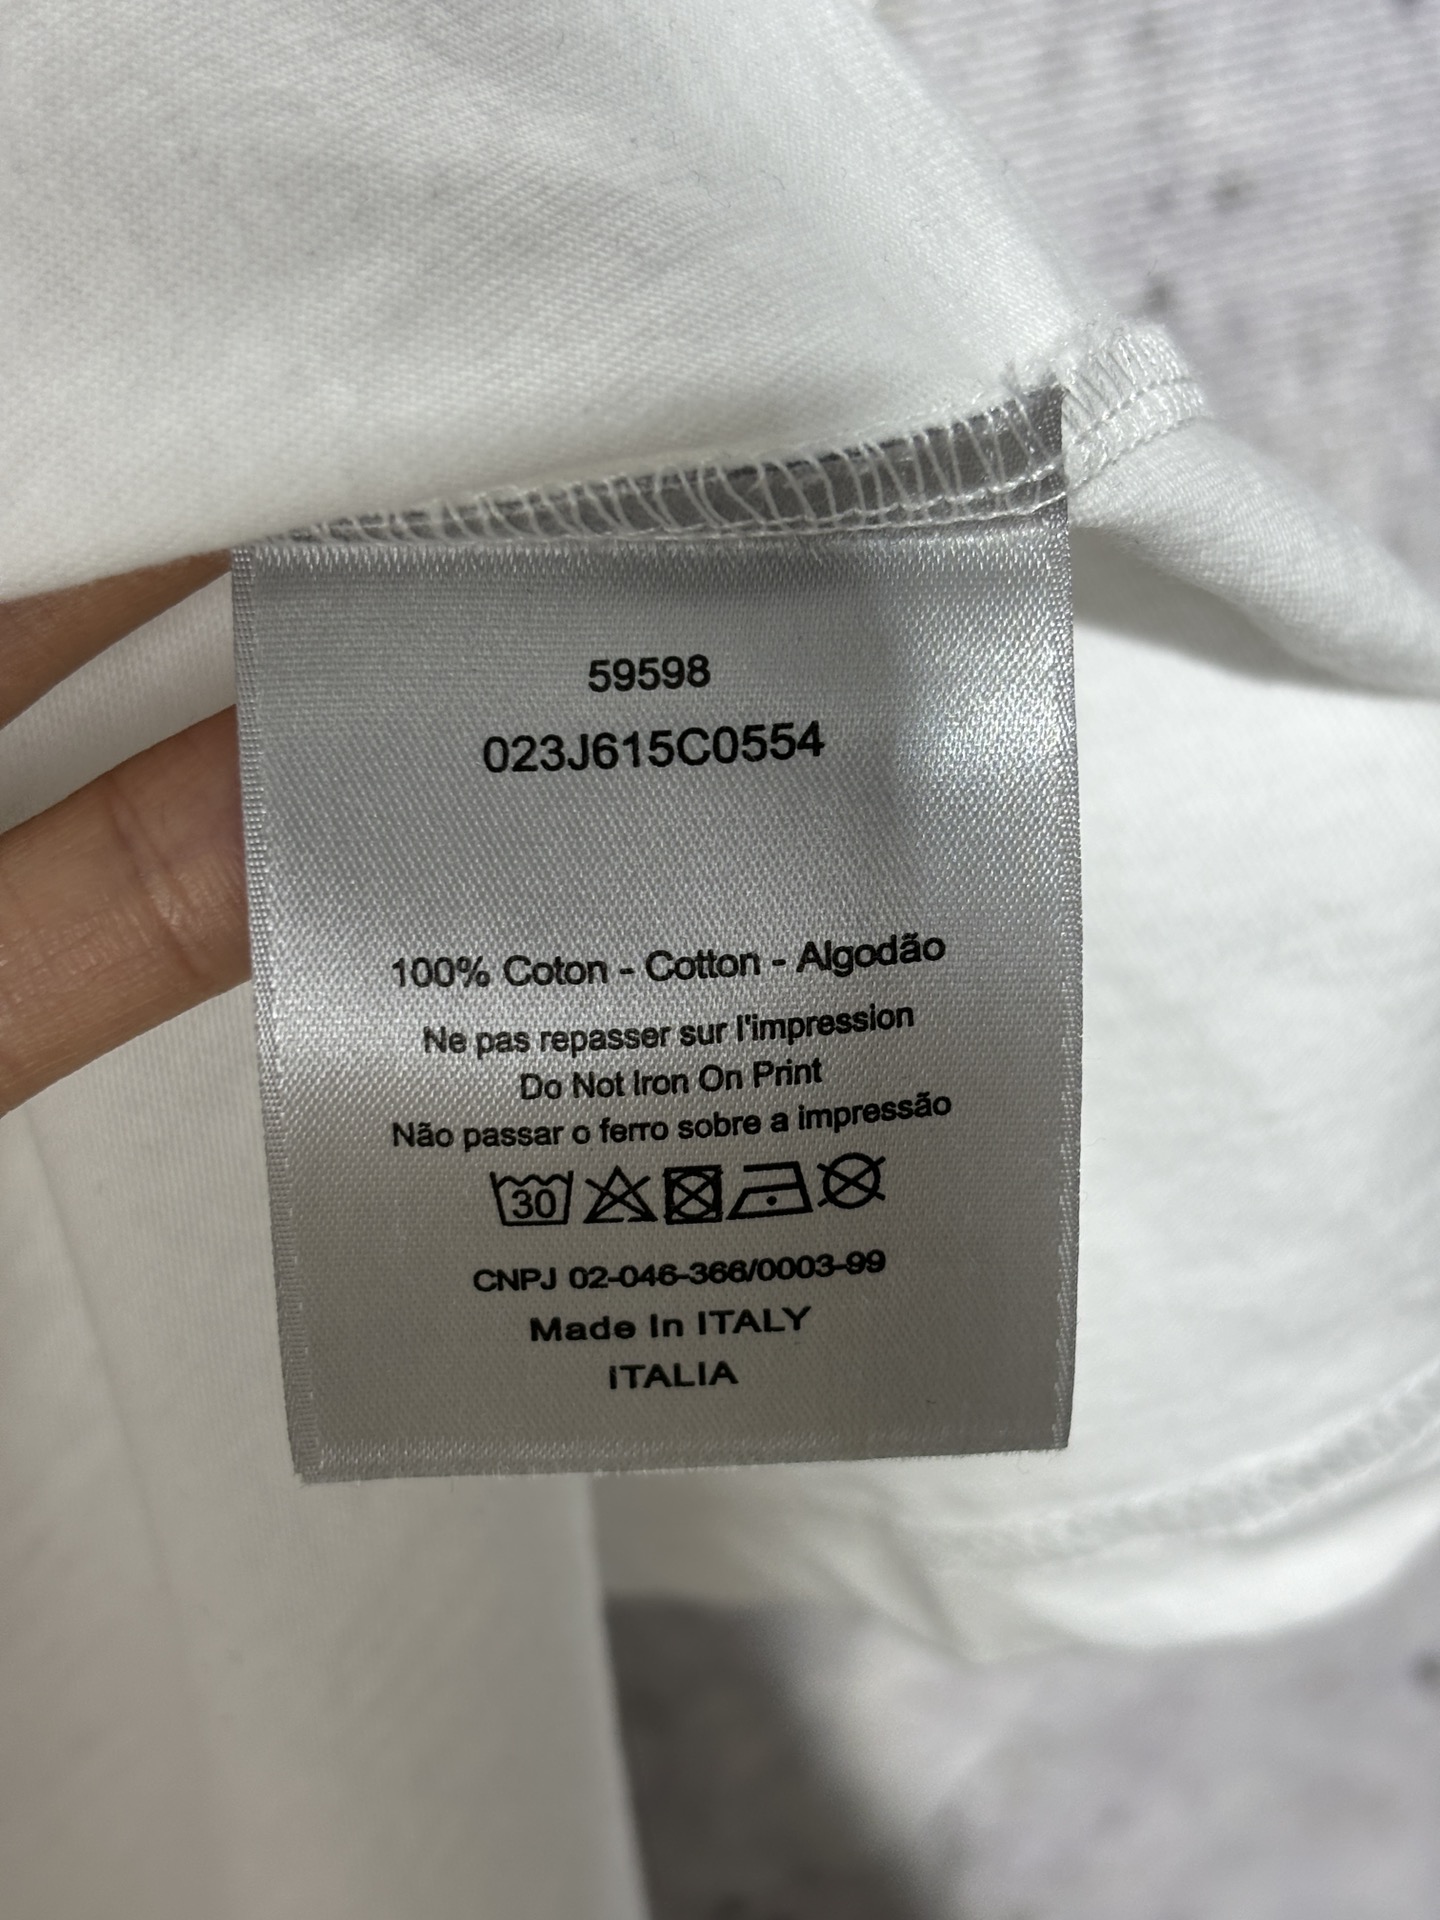 59598
023J615C0554
100% Coton - Cotton - Algodão
Ne pas repasser sur l'impression
Do Not Iron On Print
Não passar o ferro sobre a impressão
30
CNPJ 02-046-366/0003-99
Made In ITALY
ITALIA